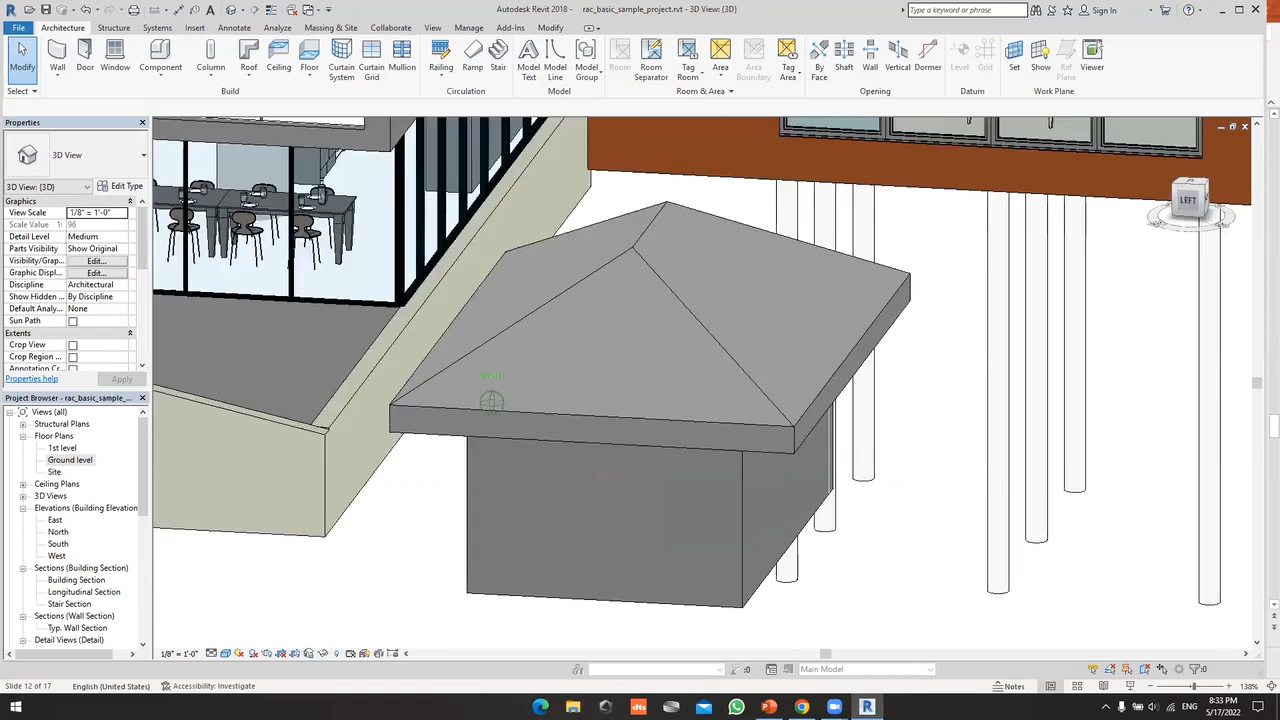 Autodesk Revit 2018 - rac_basic_sample_project.rvt - 3D View: {3D}
Type a keyword or phrase
Sign In
File Architecture Structure Systems Insert Annotate Analyze Massing & Site Collaborate View Manage Add-Ins Modify
Modify Wall Door Window Component Column Roof Ceiling Floor Curtain System Curtain Grid Mullion Railing Ramp Stair Model Text Model Line Model Group Room Room Separator Tag Room Area Area Boundary Tag Area By Face Shaft Wall Vertical Dormer Level Grid Set Show Ref Plane Viewer
Select Build Circulation Model Room & Area Opening Datum Work Plane
Properties
3D View
3D View: {3D} Edit Type
Graphics
View Scale 1/8" = 1'-0"
Scale Value 1: 96
Detail Level Medium
Parts Visibility Show Original
Visibility/Grap... Edit...
Graphic Displ... Edit...
Discipline Architectural
Show Hidden ... By Discipline
Default Analy... None
Sun Path
Extents
Crop View
Crop Region ...
Annotation Cr
Properties help Apply
LEFT
Project Browser - rac_basic_sample_...
Views (all)
Structural Plans
Floor Plans
1st level
Ground level
Site
Ceiling Plans
3D Views
Elevations (Building Elevation
East
North
South
West
Sections (Building Section)
Building Section
Longitudinal Section
Stair Section
Sections (Wall Section)
Typ. Wall Section
Detail Views (Detail)
1/8" = 1'-0"
:0 Main Model :0
Slide 12 of 17 English (United States) Accessibility: Investigate Notes 138%
dts
ENG
8:33 PM
5/17/2022